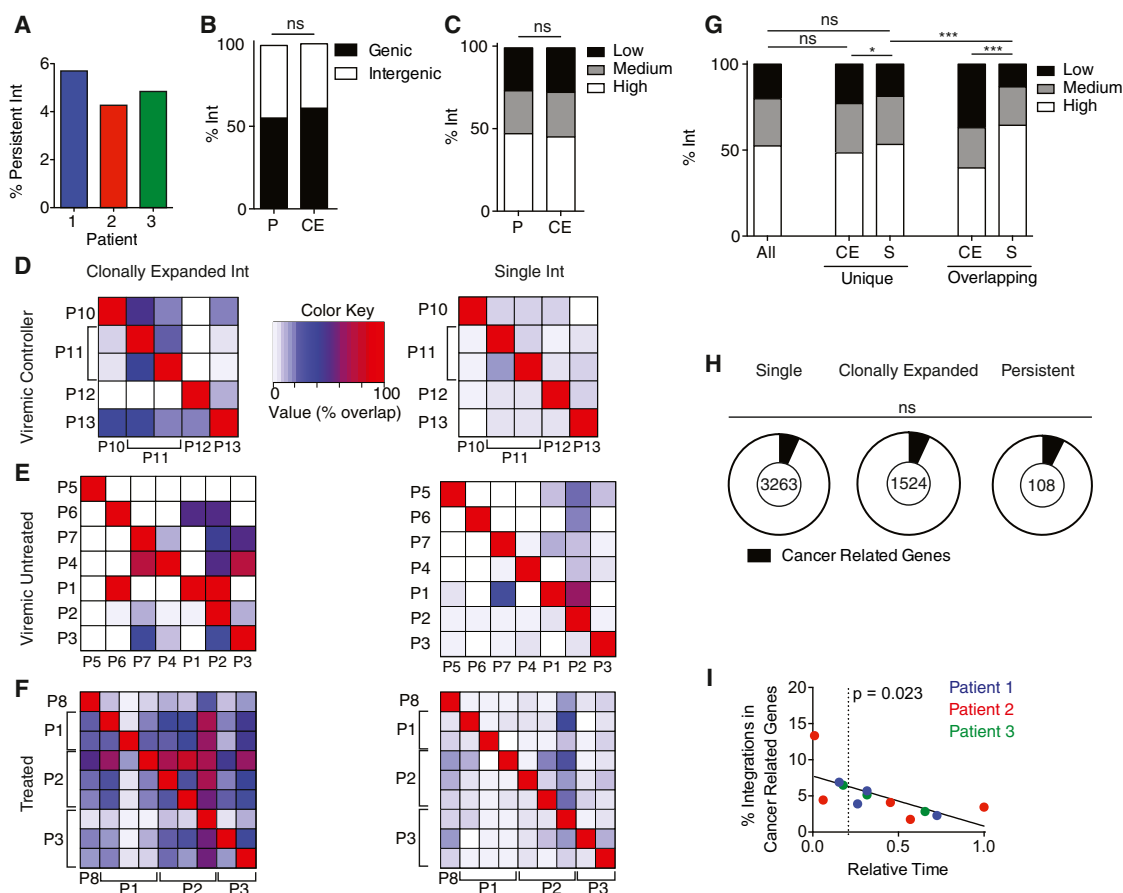 A
% Persistent Int
6
4
2
0
1 2 3
Patient
B
ns
% Int
100
50
0
P CE
Genic
Intergenic
C
ns
% Int
100
50
0
P CE
Low
Medium
High
G
ns
ns
*
***
***
% Int
100
50
0
All CE S CE S
Unique Overlapping
Low
Medium
High
D
Clonally Expanded Int
Single Int
Viremic Controller
P10
P11
P12
P13
P10 P11 P12 P13
Color Key
0 100
Value (% overlap)
P10
P11
P12
P13
P10 P11 P12 P13
E
Viremic Untreated
P5
P6
P7
P4
P1
P2
P3
P5 P6 P7 P4 P1 P2 P3
P5
P6
P7
P4
P1
P2
P3
P5 P6 P7 P4 P1 P2 P3
F
Treated
P8
P1
P2
P3
P8 P1 P2 P3
P8
P1
P2
P3
P8 P1 P2 P3
H
Single Clonally Expanded Persistent
ns
3263 1524 108
Cancer Related Genes
I
% Integrations in
Cancer Related Genes
20
15
10
5
0
0.0 0.5 1.0
Relative Time
p = 0.023
Patient 1
Patient 2
Patient 3